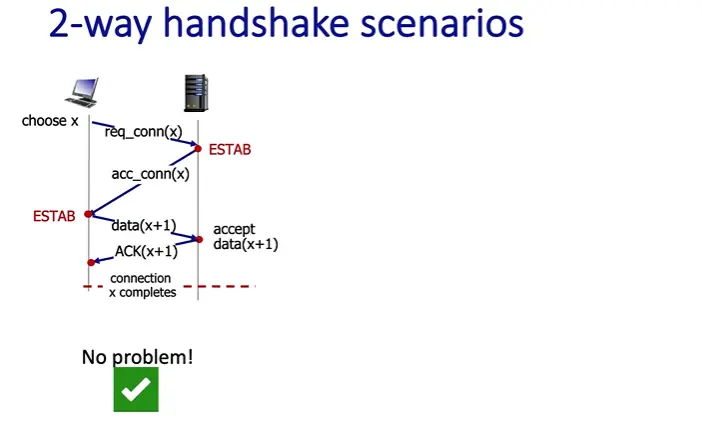 2-way handshake scenarios
choose x
req_conn(x)
ESTAB
acc_conn(x)
ESTAB
data(x+1)
accept
data(x+1)
ACK(x+1)
connection
x completes
No problem!